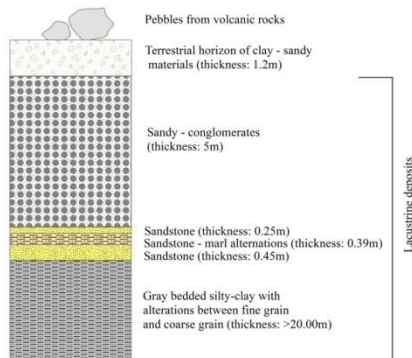 Pebbles from volcanic rocks
Terrestrial horizon of clay - sandy
materials (thickness: 1.2m)
Sandy - conglomerates
(thickness: 5m)
Sandstone (thickness: 0.25m)
Sandstone - marl alternations (thickness: 0.39m)
Sandstone (thickness: 0.45m)
Gray bedded silty-clay with
alterations between fine grain
and coarse grain (thickness: >20.00m)
Lacustrine deposits